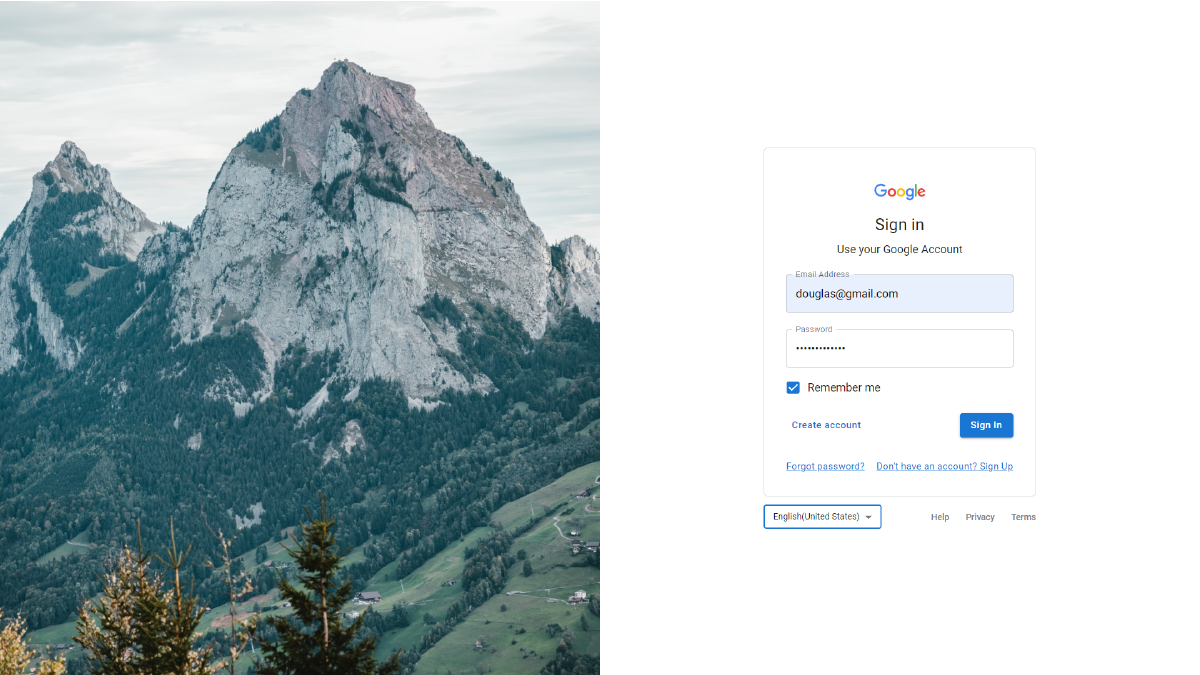 Google
Sign in
Use your Google Account
Email Address
douglas@gmail.com
Password
•••••••••••••
Remember me
Create account
Sign In
Forgot password?
Don't have an account? Sign Up
English(United States)
Help
Privacy
Terms